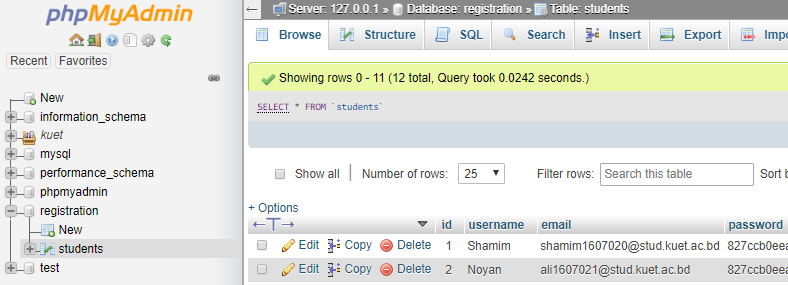 phpMyAdmin
Recent Favorites
New
information_schema
kuet
mysql
performance_schema
phpmyadmin
registration
New
students
test
Server: 127.0.0.1 » Database: registration » Table: students
Browse Structure SQL Search Insert Export Impo
Showing rows 0 - 11 (12 total, Query took 0.0242 seconds.)
SELECT * FROM `students`
Show all | Number of rows: 25 Filter rows: Search this table Sort b
+ Options
←T→ id username email password
Edit Copy Delete 1 Shamim shamim1607020@stud.kuet.ac.bd 827ccb0eea
Edit Copy Delete 2 Noyan ali1607021@stud.kuet.ac.bd 827ccb0eea